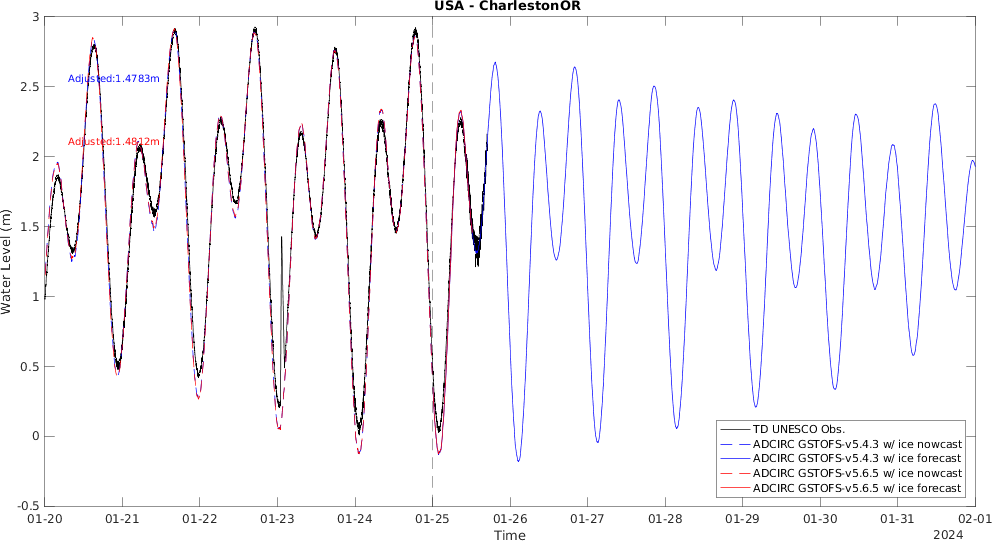 USA - CharlestonOR
3
2.5
2
1.5
1
0.5
0
-0.5
Water Level (m)
Adjusted:1.4783m
Adjusted:1.4812m
TD UNESCO Obs.
ADCIRC GSTOFS-v5.4.3 w/ ice nowcast
ADCIRC GSTOFS-v5.4.3 w/ ice forecast
ADCIRC GSTOFS-v5.6.5 w/ ice nowcast
ADCIRC GSTOFS-v5.6.5 w/ ice forecast
01-20 01-21 01-22 01-23 01-24 01-25 01-26 01-27 01-28 01-29 01-30 01-31 02-01
Time
2024